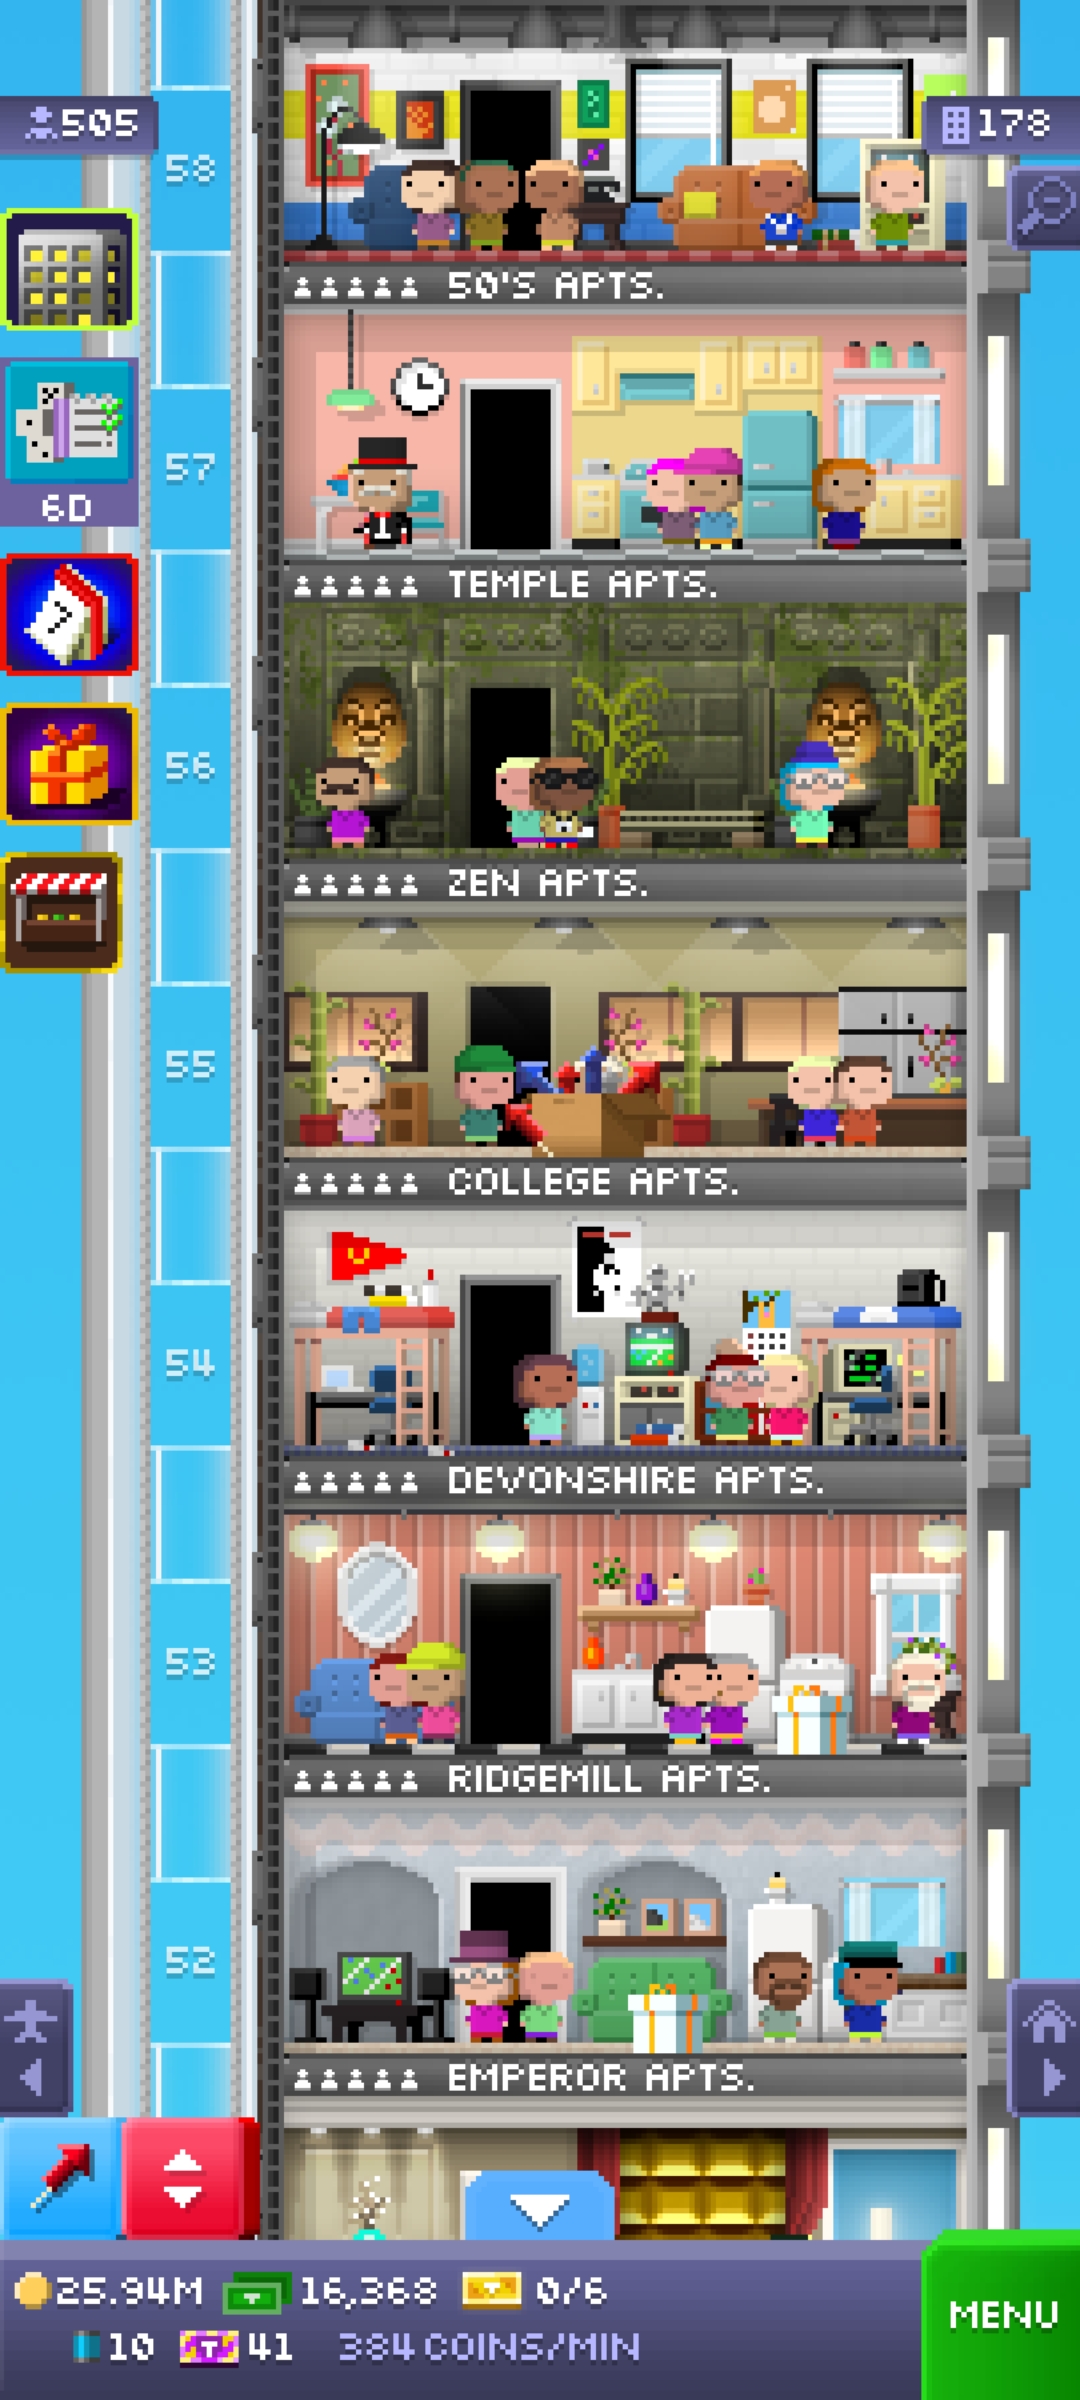 505
178
58
50'S APTS.
6D
57
TEMPLE APTS.
7
56
ZEN APTS.
55
COLLEGE APTS.
54
DEVONSHIRE APTS.
53
RIDGEMILL APTS.
52
EMPEROR APTS.
25.94M 16,368 0/6
MENU
10 T 41 384 COINS/MIN